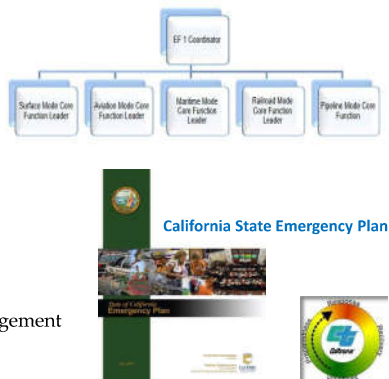 EF 1 Coordinator
Surface Mode Core
Function Leader
Aviation Mode Core
Function Leader
Maritime Mode
Core Function
Leader
Railroad Mode
Core Function
Leader
Pipeline Mode Core
Function
California State Emergency Plan
State of California
Emergency Plan
gement
Response
Caltrans